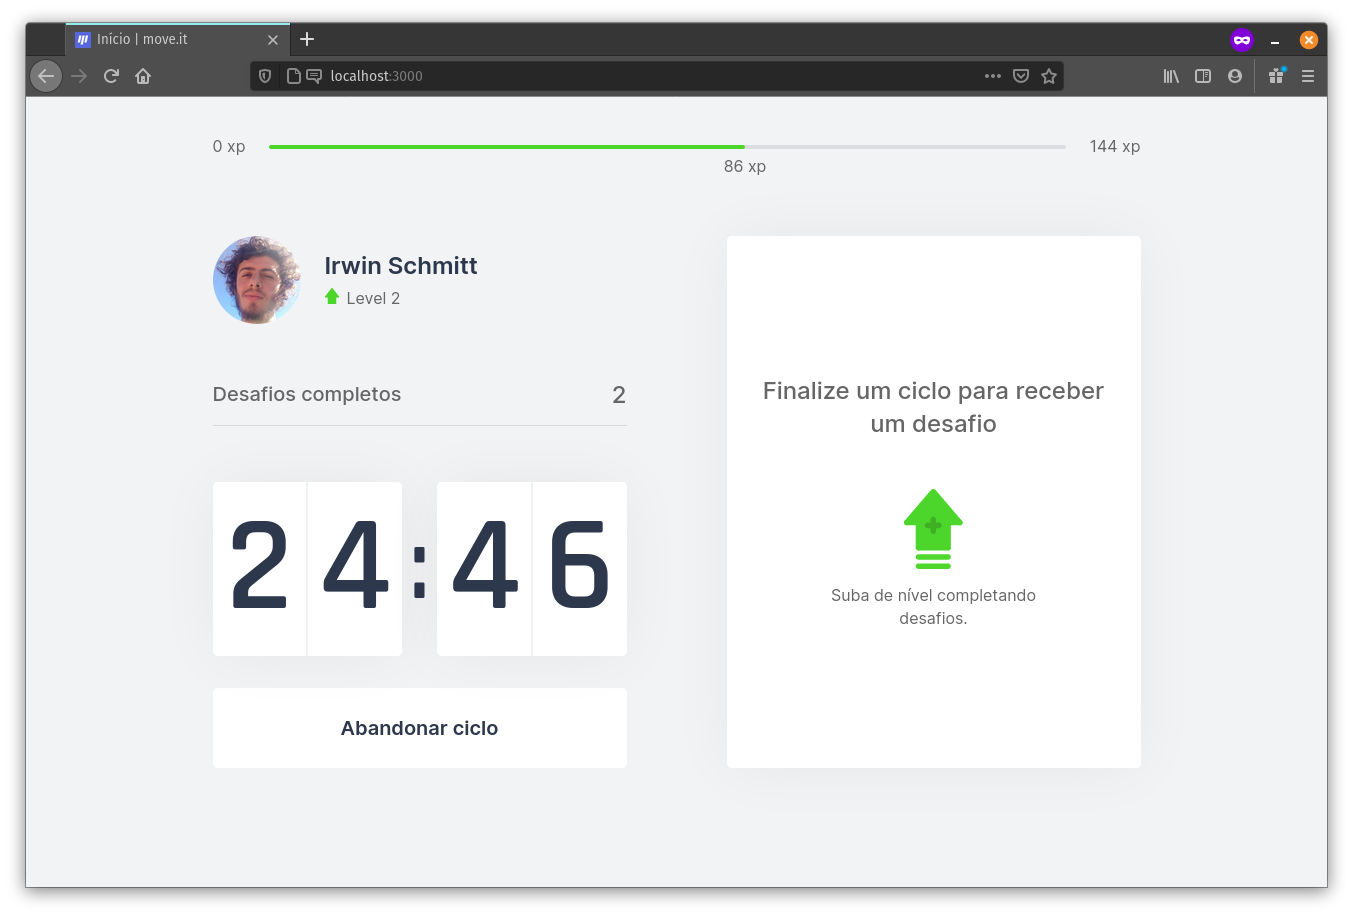 Início | move.it
localhost:3000
0 xp
144 xp
86 xp
Irwin Schmitt
Level 2
Desafios completos 2
24:46
Abandonar ciclo
Finalize um ciclo para receber
um desafio
Suba de nível completando
desafios.